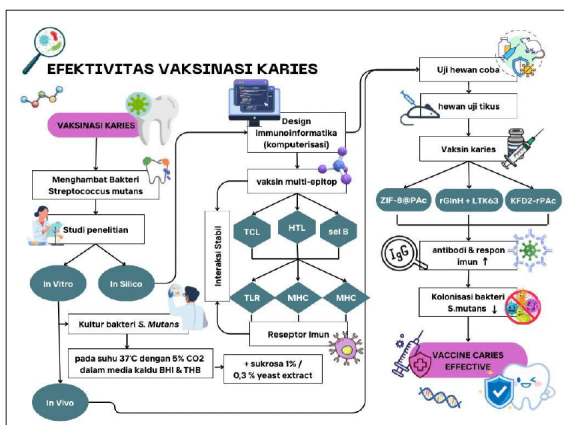 EFEKTIVITAS VAKSINASI KARIES
VAKSINASI KARIES
Menghambat Bakteri
Streptococcus mutans
Studi penelitian
In Vitro
In Silico
Kultur bakteri S. Mutans
pada suhu 37°C dengan 5% CO2
dalam media kaldu BHI & THB
+ sukrosa 1% /
0,3 % yeast extract
In Vivo
Design
immunoinformatika
(komputerisasi)
vaksin multi-epitop
Interaksi Stabil
TCL
HTL
sel B
TLR
MHC
MHC
Reseptor Imun
Uji hewan coba
hewan uji tikus
Vaksin karies
ZIF-8@PAc
rGlnH + LTK63
KFD2-rPAc
IgG
antibodi & respon
imun ↑
Kolonisasi bakteri
S.mutans ↓
VACCINE CARIES
EFFECTIVE